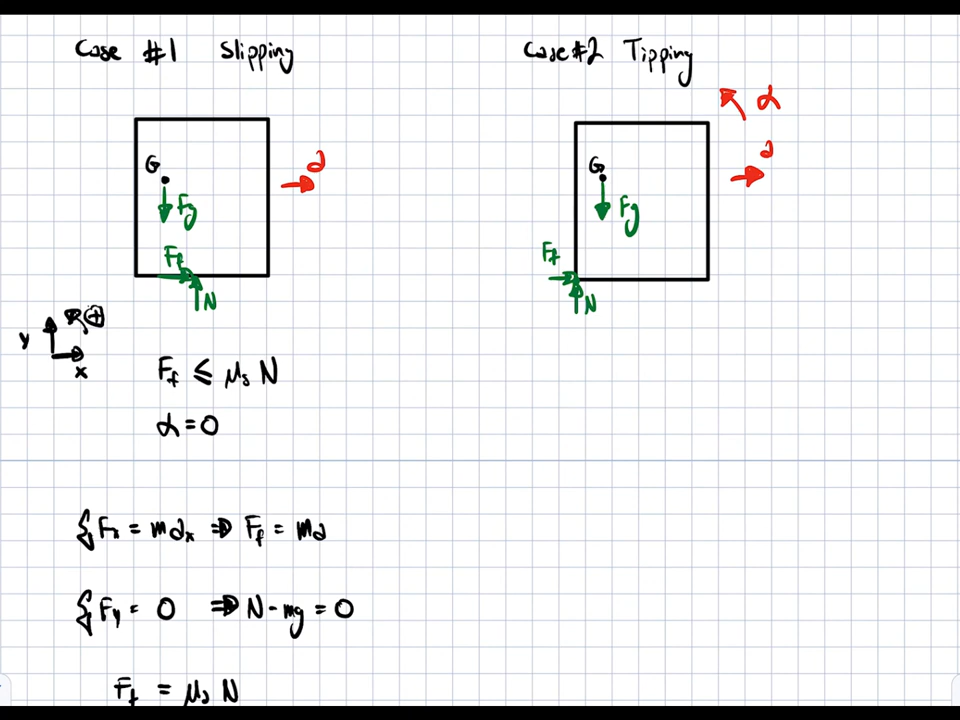 Case #1 Slipping
G
a
Fg
Ff
N
y
x
+
Ff ≤ μs N
α = 0
ΣFx = max ⇒ Ff = ma
ΣFy = 0 ⇒ N - mg = 0
Ff = μs N
Case #2 Tipping
α
a
G
Fg
Ff
N